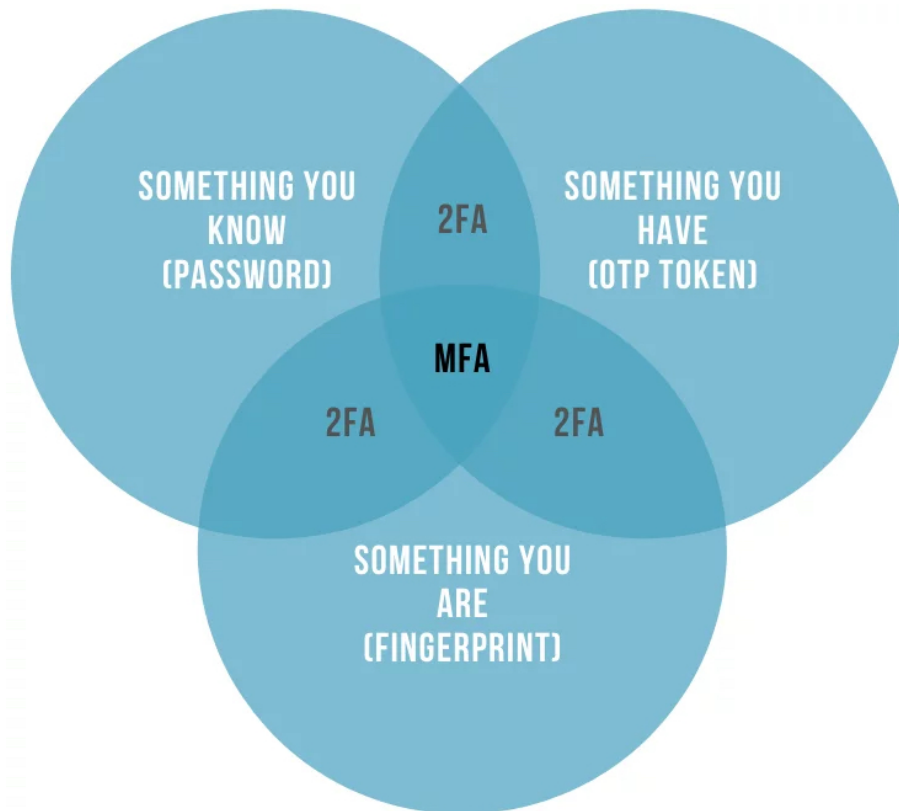 SOMETHING YOU
KNOW
(PASSWORD)
2FA
SOMETHING YOU
HAVE
(OTP TOKEN)
MFA
2FA
2FA
SOMETHING YOU
ARE
(FINGERPRINT)